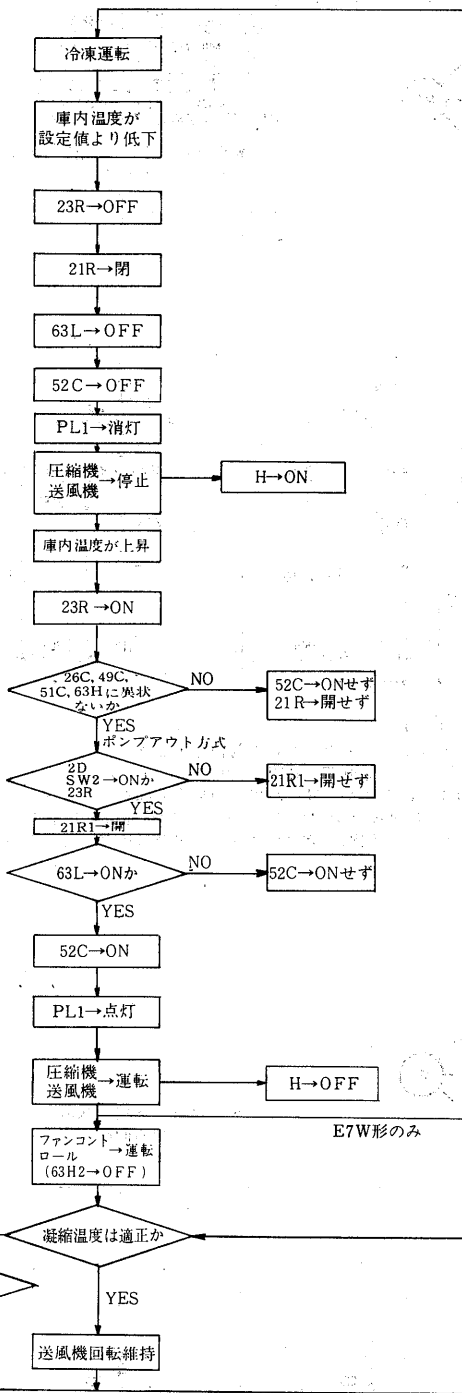 冷凍運転
庫内温度が
設定値より低下
23R→OFF
21R→閉
63L→OFF
52C→OFF
PL1→消灯
圧縮機
送風機→停止
H→ON
庫内温度が上昇
23R→ON
26C, 49C,
51C, 63Hに異状
ないか
NO
52C→ONせず
21R→開せず
YES
ポンプアウト方式
2D
SW2→ONか
23R
NO
21R1→開せず
YES
21R1→開
63L→ONか
NO
52C→ONせず
YES
52C→ON
PL1→点灯
圧縮機
送風機→運転
H→OFF
E7W形のみ
ファンコント
ロール→運転
(63H2→OFF)
凝縮温度は適正か
YES
送風機回転維持